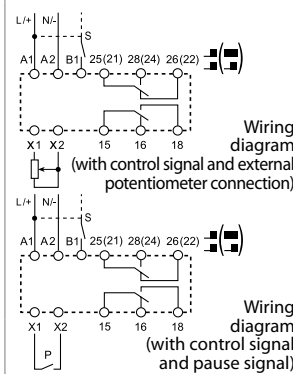 L/+ N/-
S
A1 A2 B1 25(21) 28(24) 26(22)
X1 X2 15 16 18
Wiring
diagram
(with control signal and external
potentiometer connection)
L/+ N/-
S
A1 A2 B1 25(21) 28(24) 26(22)
X1 X2 15 16 18
P
Wiring
diagram
(with control signal
and pause signal)